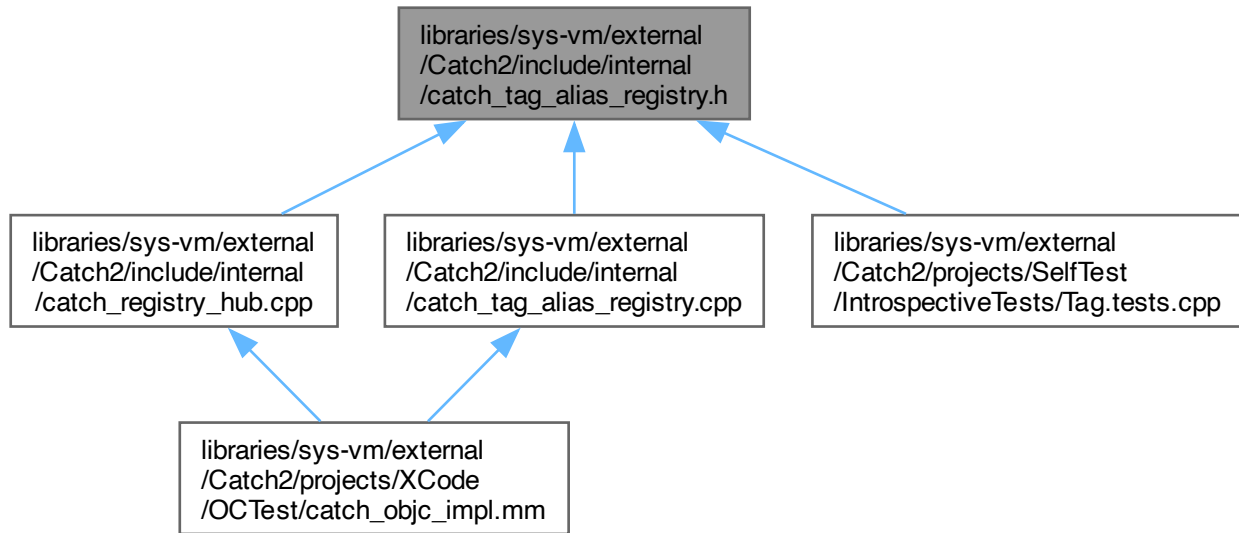 libraries/sys-vm/external
/Catch2/include/internal
/catch_tag_alias_registry.h
libraries/sys-vm/external
/Catch2/include/internal
/catch_registry_hub.cpp
libraries/sys-vm/external
/Catch2/include/internal
/catch_tag_alias_registry.cpp
libraries/sys-vm/external
/Catch2/projects/SelfTest
/IntrospectiveTests/Tag.tests.cpp
libraries/sys-vm/external
/Catch2/projects/XCode
/OCTest/catch_objc_impl.mm